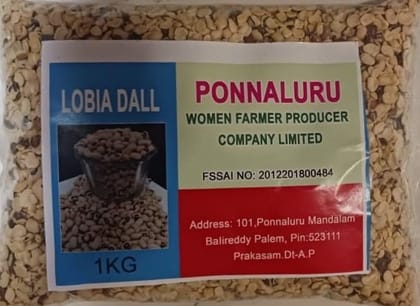 LOBIA DALL
1KG
PONNALURU
WOMEN FARMER PRODUCER
COMPANY LIMITED
FSSAI NO: 2012201800484
Address: 101,Ponnaluru Mandalam
Balireddy Palem, Pin:523111
Prakasam.Dt-A.P